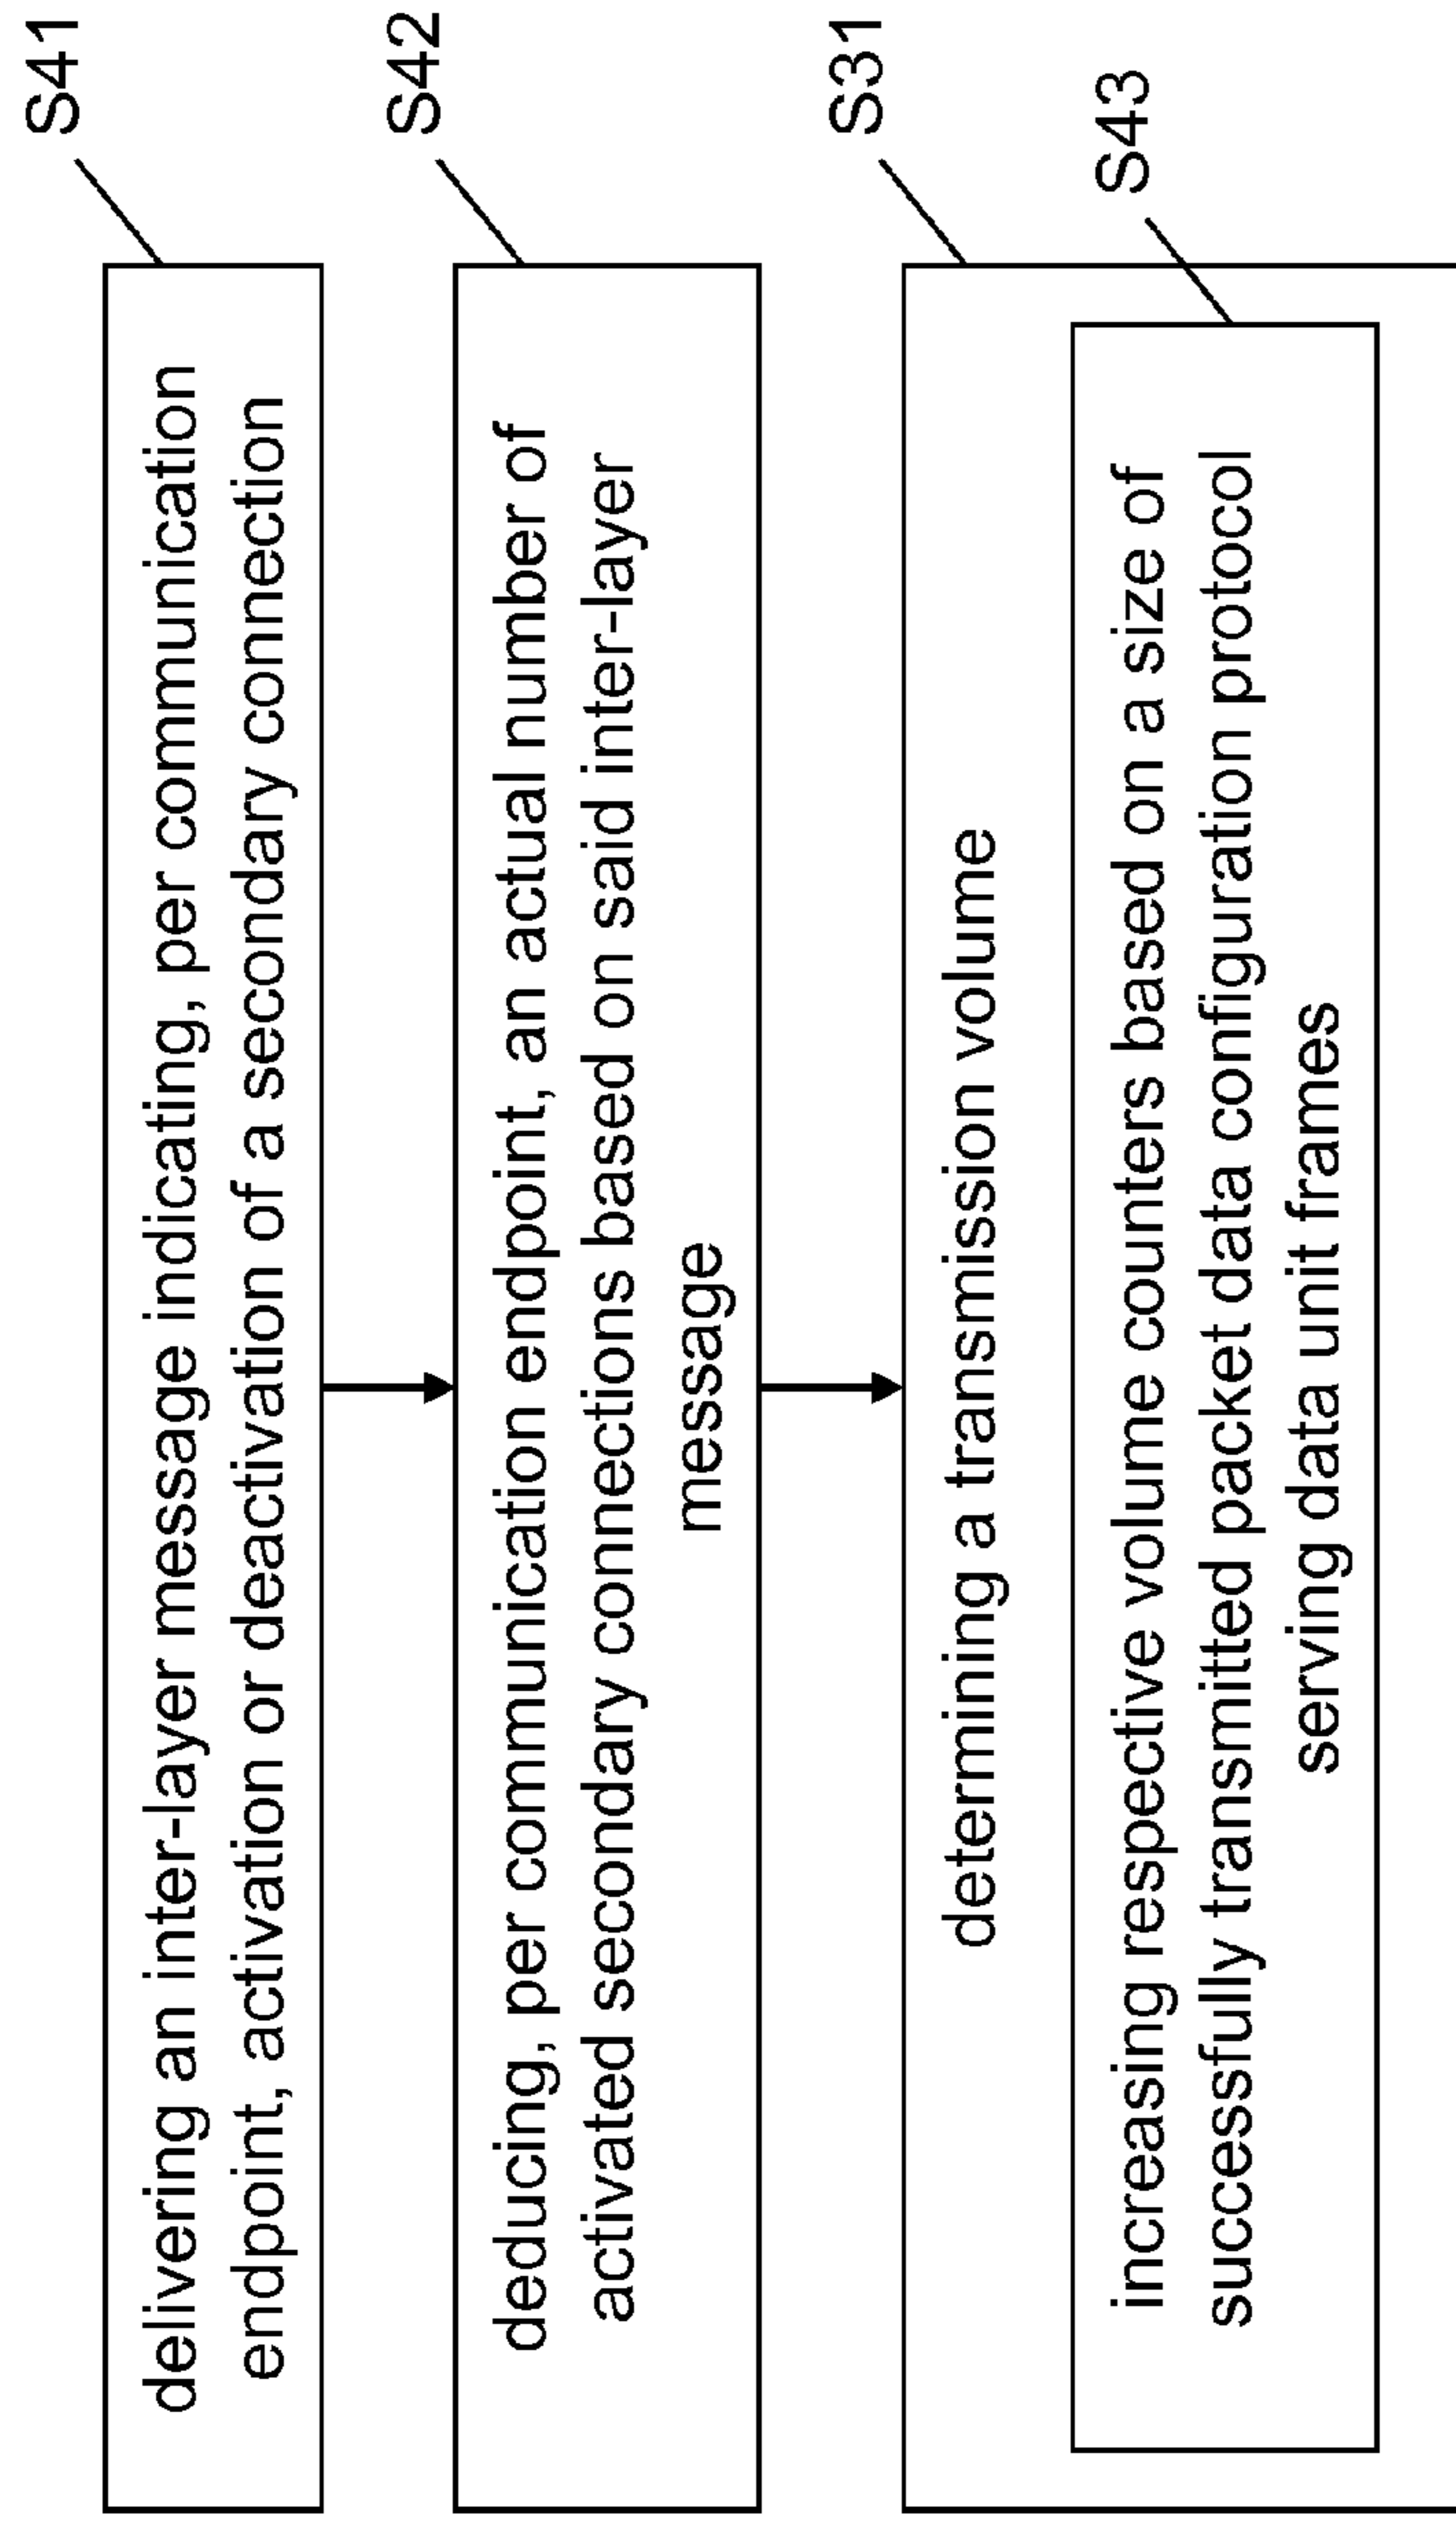 S41
delivering an inter-layer message indicating, per communication
endpoint, activation or deactivation of a secondary connection
S42
deducing, per communication endpoint, an actual number of
activated secondary connections based on said inter-layer
message
S31
determining a transmission volume
S43
increasing respective volume counters based on a size of
successfully transmitted packet data configuration protocol
serving data unit frames